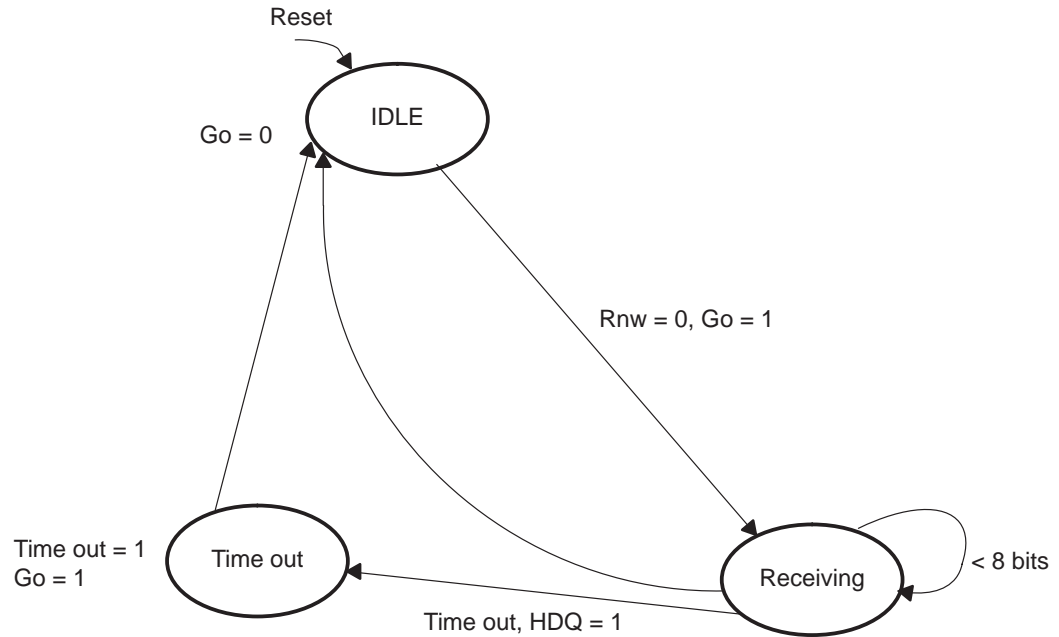 Reset
IDLE
Go = 0
Rnw = 0, Go = 1
Time out = 1
Go = 1
Time out
Receiving
< 8 bits
Time out, HDQ = 1